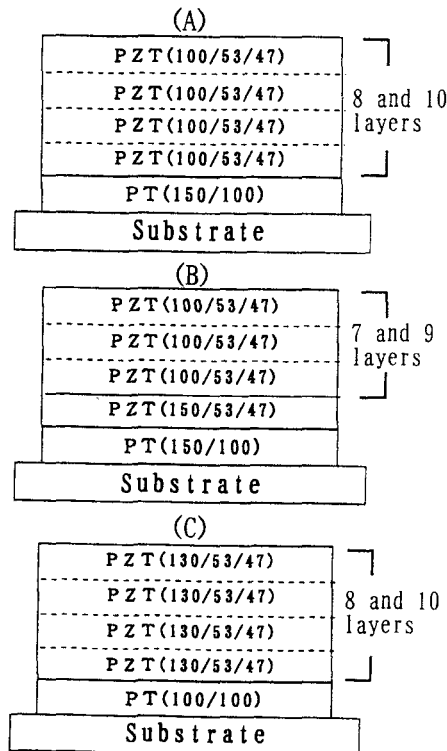 (A)
PZT(100/53/47)
PZT(100/53/47)
PZT(100/53/47)
PZT(100/53/47)
8 and 10
layers
PT(150/100)
Substrate
(B)
PZT(100/53/47)
PZT(100/53/47)
PZT(100/53/47)
7 and 9
layers
PZT(150/53/47)
PT(150/100)
Substrate
(C)
PZT(130/53/47)
PZT(130/53/47)
PZT(130/53/47)
PZT(130/53/47)
8 and 10
layers
PT(100/100)
Substrate